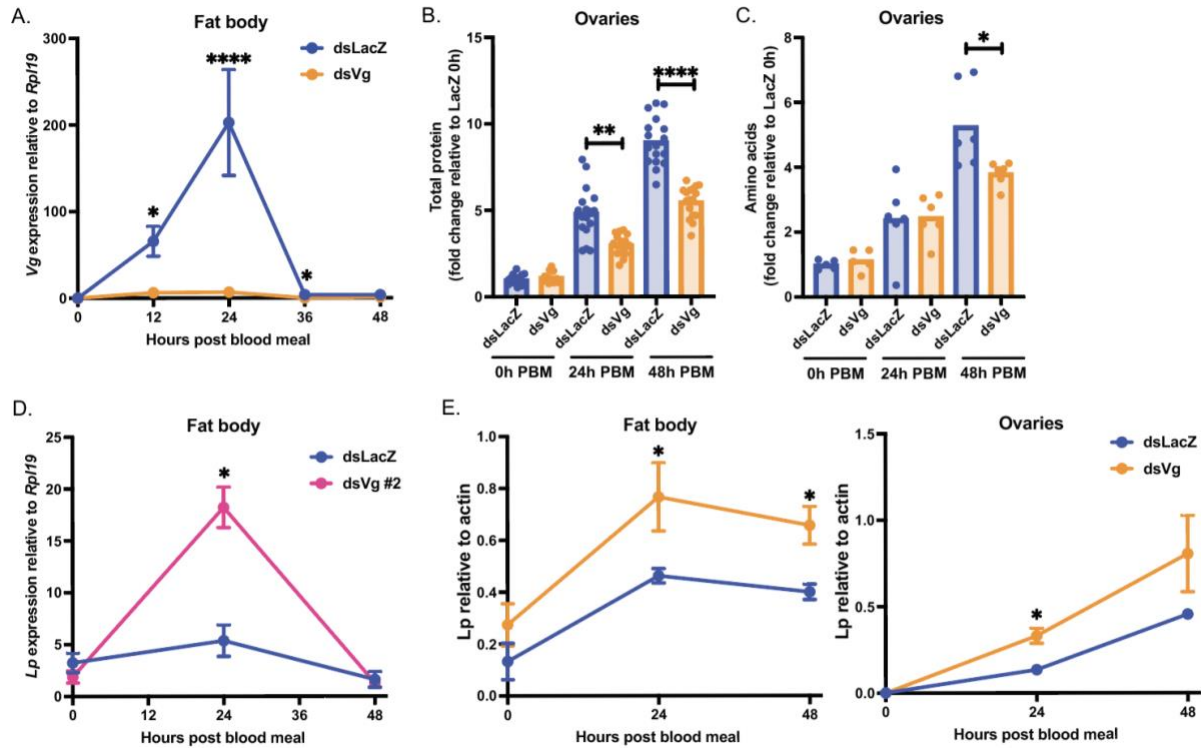 A.
Fat body
dsLacZ
dsVg
Vg expression relative to Rpl19
300
200
100
0
*
****
*
0 12 24 36 48
Hours post blood meal
B.
Ovaries
Total protein
(fold change relative to LacZ 0h)
15
10
5
0
**
****
dsLacZ dsVg dsLacZ dsVg dsLacZ dsVg
0h PBM 24h PBM 48h PBM
C.
Ovaries
Amino acids
(fold change relative to LacZ 0h)
8
6
4
2
0
*
dsLacZ dsVg dsLacZ dsVg dsLacZ dsVg
0h PBM 24h PBM 48h PBM
D.
Fat body
dsLacZ
dsVg #2
Lp expression relative to Rpl19
25
20
15
10
5
0
*
0 12 24 36 48
Hours post blood meal
E.
Fat body
Lp relative to actin
1.0
0.8
0.6
0.4
0.2
0.0
*
*
0 24 48
Hours post blood meal
Ovaries
dsLacZ
dsVg
Lp relative to actin
1.5
1.0
0.5
0.0
*
0 24 48
Hours post blood meal